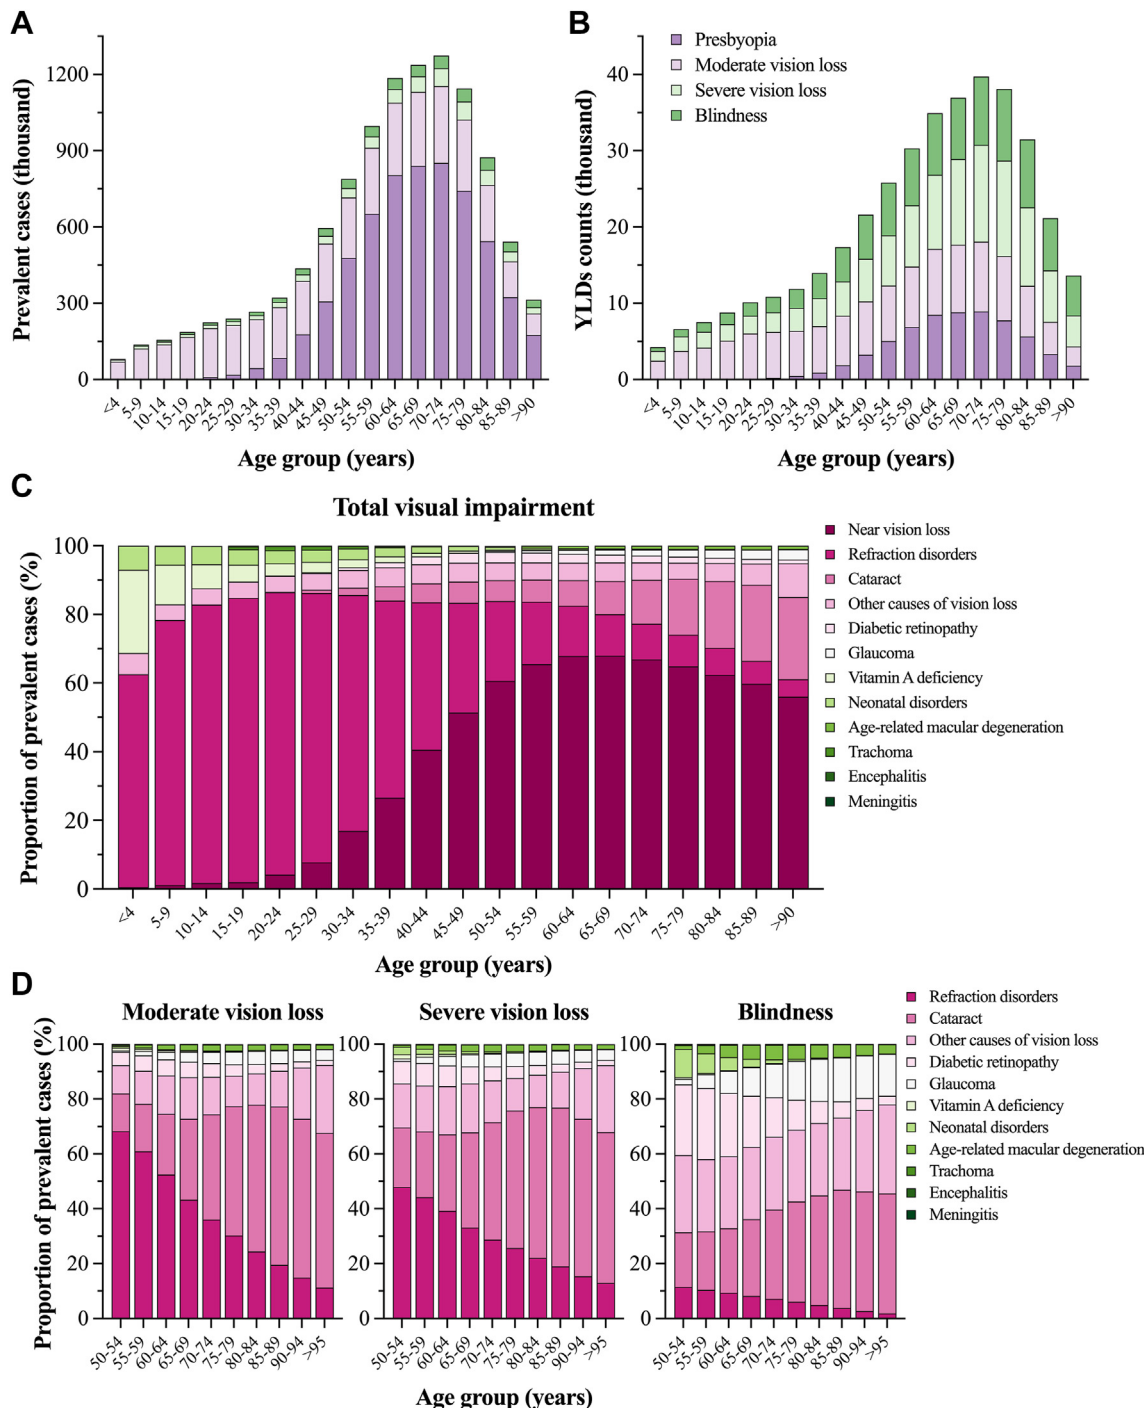 A
Prevalent cases (thousand)
1200
900
600
300
0
<4 5-9 10-14 15-19 20-24 25-29 30-34 35-39 40-44 45-49 50-54 55-59 60-64 65-69 70-74 75-79 80-84 85-89 >90
Age group (years)
B
Presbyopia
Moderate vision loss
Severe vision loss
Blindness
YLDs counts (thousand)
40
30
20
10
0
<4 5-9 10-14 15-19 20-24 25-29 30-34 35-39 40-44 45-49 50-54 55-59 60-64 65-69 70-74 75-79 80-84 85-89 >90
Age group (years)
C
Total visual impairment
Proportion of prevalent cases (%)
100
80
60
40
20
0
<4 5-9 10-14 15-19 20-24 25-29 30-34 35-39 40-44 45-49 50-54 55-59 60-64 65-69 70-74 75-79 80-84 85-89 >90
Age group (years)
Near vision loss
Refraction disorders
Cataract
Other causes of vision loss
Diabetic retinopathy
Glaucoma
Vitamin A deficiency
Neonatal disorders
Age-related macular degeneration
Trachoma
Encephalitis
Meningitis
D
Proportion of prevalent cases (%)
Moderate vision loss
100
80
60
40
20
0
50-54 55-59 60-64 65-69 70-74 75-79 80-84 85-89 90-94 >95
Severe vision loss
100
80
60
40
20
0
50-54 55-59 60-64 65-69 70-74 75-79 80-84 85-89 90-94 >95
Blindness
100
80
60
40
20
0
50-54 55-59 60-64 65-69 70-74 75-79 80-84 85-89 90-94 >95
Age group (years)
Refraction disorders
Cataract
Other causes of vision loss
Diabetic retinopathy
Glaucoma
Vitamin A deficiency
Neonatal disorders
Age-related macular degeneration
Trachoma
Encephalitis
Meningitis